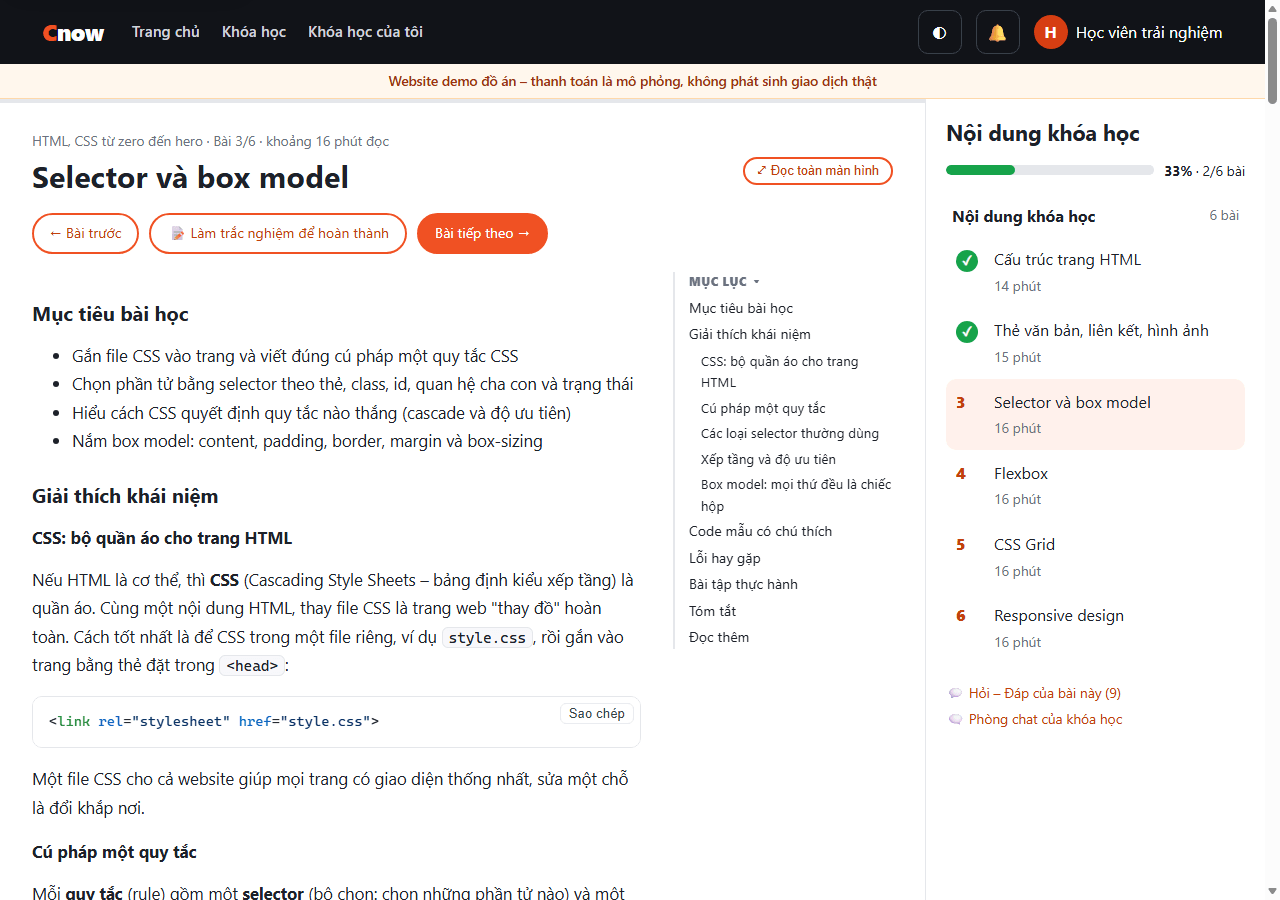 Cnow
Trang chủ
Khóa học
Khóa học của tôi
H
Học viên trải nghiệm
Website demo đồ án – thanh toán là mô phỏng, không phát sinh giao dịch thật
HTML, CSS từ zero đến hero · Bài 3/6 · khoảng 16 phút đọc
Selector và box model
⤢ Đọc toàn màn hình
← Bài trước
📝 Làm trắc nghiệm để hoàn thành
Bài tiếp theo →
Mục tiêu bài học
• Gắn file CSS vào trang và viết đúng cú pháp một quy tắc CSS
• Chọn phần tử bằng selector theo thẻ, class, id, quan hệ cha con và trạng thái
• Hiểu cách CSS quyết định quy tắc nào thắng (cascade và độ ưu tiên)
• Nắm box model: content, padding, border, margin và box-sizing
Giải thích khái niệm
CSS: bộ quần áo cho trang HTML
Nếu HTML là cơ thể, thì CSS (Cascading Style Sheets – bảng định kiểu xếp tầng) là
quần áo. Cùng một nội dung HTML, thay file CSS là trang web "thay đồ" hoàn
toàn. Cách tốt nhất là để CSS trong một file riêng, ví dụ style.css, rồi gắn vào
trang bằng thẻ đặt trong <head>:
<link rel="stylesheet" href="style.css">
Sao chép
Một file CSS cho cả website giúp mọi trang có giao diện thống nhất, sửa một chỗ
là đổi khắp nơi.
Cú pháp một quy tắc
Mỗi quy tắc (rule) gồm một selector (bộ chọn: chọn những phần tử nào) và một
MỤC LỤC
Mục tiêu bài học
Giải thích khái niệm
CSS: bộ quần áo cho trang
HTML
Cú pháp một quy tắc
Các loại selector thường dùng
Xếp tầng và độ ưu tiên
Box model: mọi thứ đều là chiếc
hộp
Code mẫu có chú thích
Lỗi hay gặp
Bài tập thực hành
Tóm tắt
Đọc thêm
Nội dung khóa học
33% · 2/6 bài
Nội dung khóa học
6 bài
Cấu trúc trang HTML
14 phút
Thẻ văn bản, liên kết, hình ảnh
15 phút
3 Selector và box model
16 phút
4 Flexbox
16 phút
5 CSS Grid
16 phút
6 Responsive design
16 phút
Hỏi – Đáp của bài này (9)
Phòng chat của khóa học